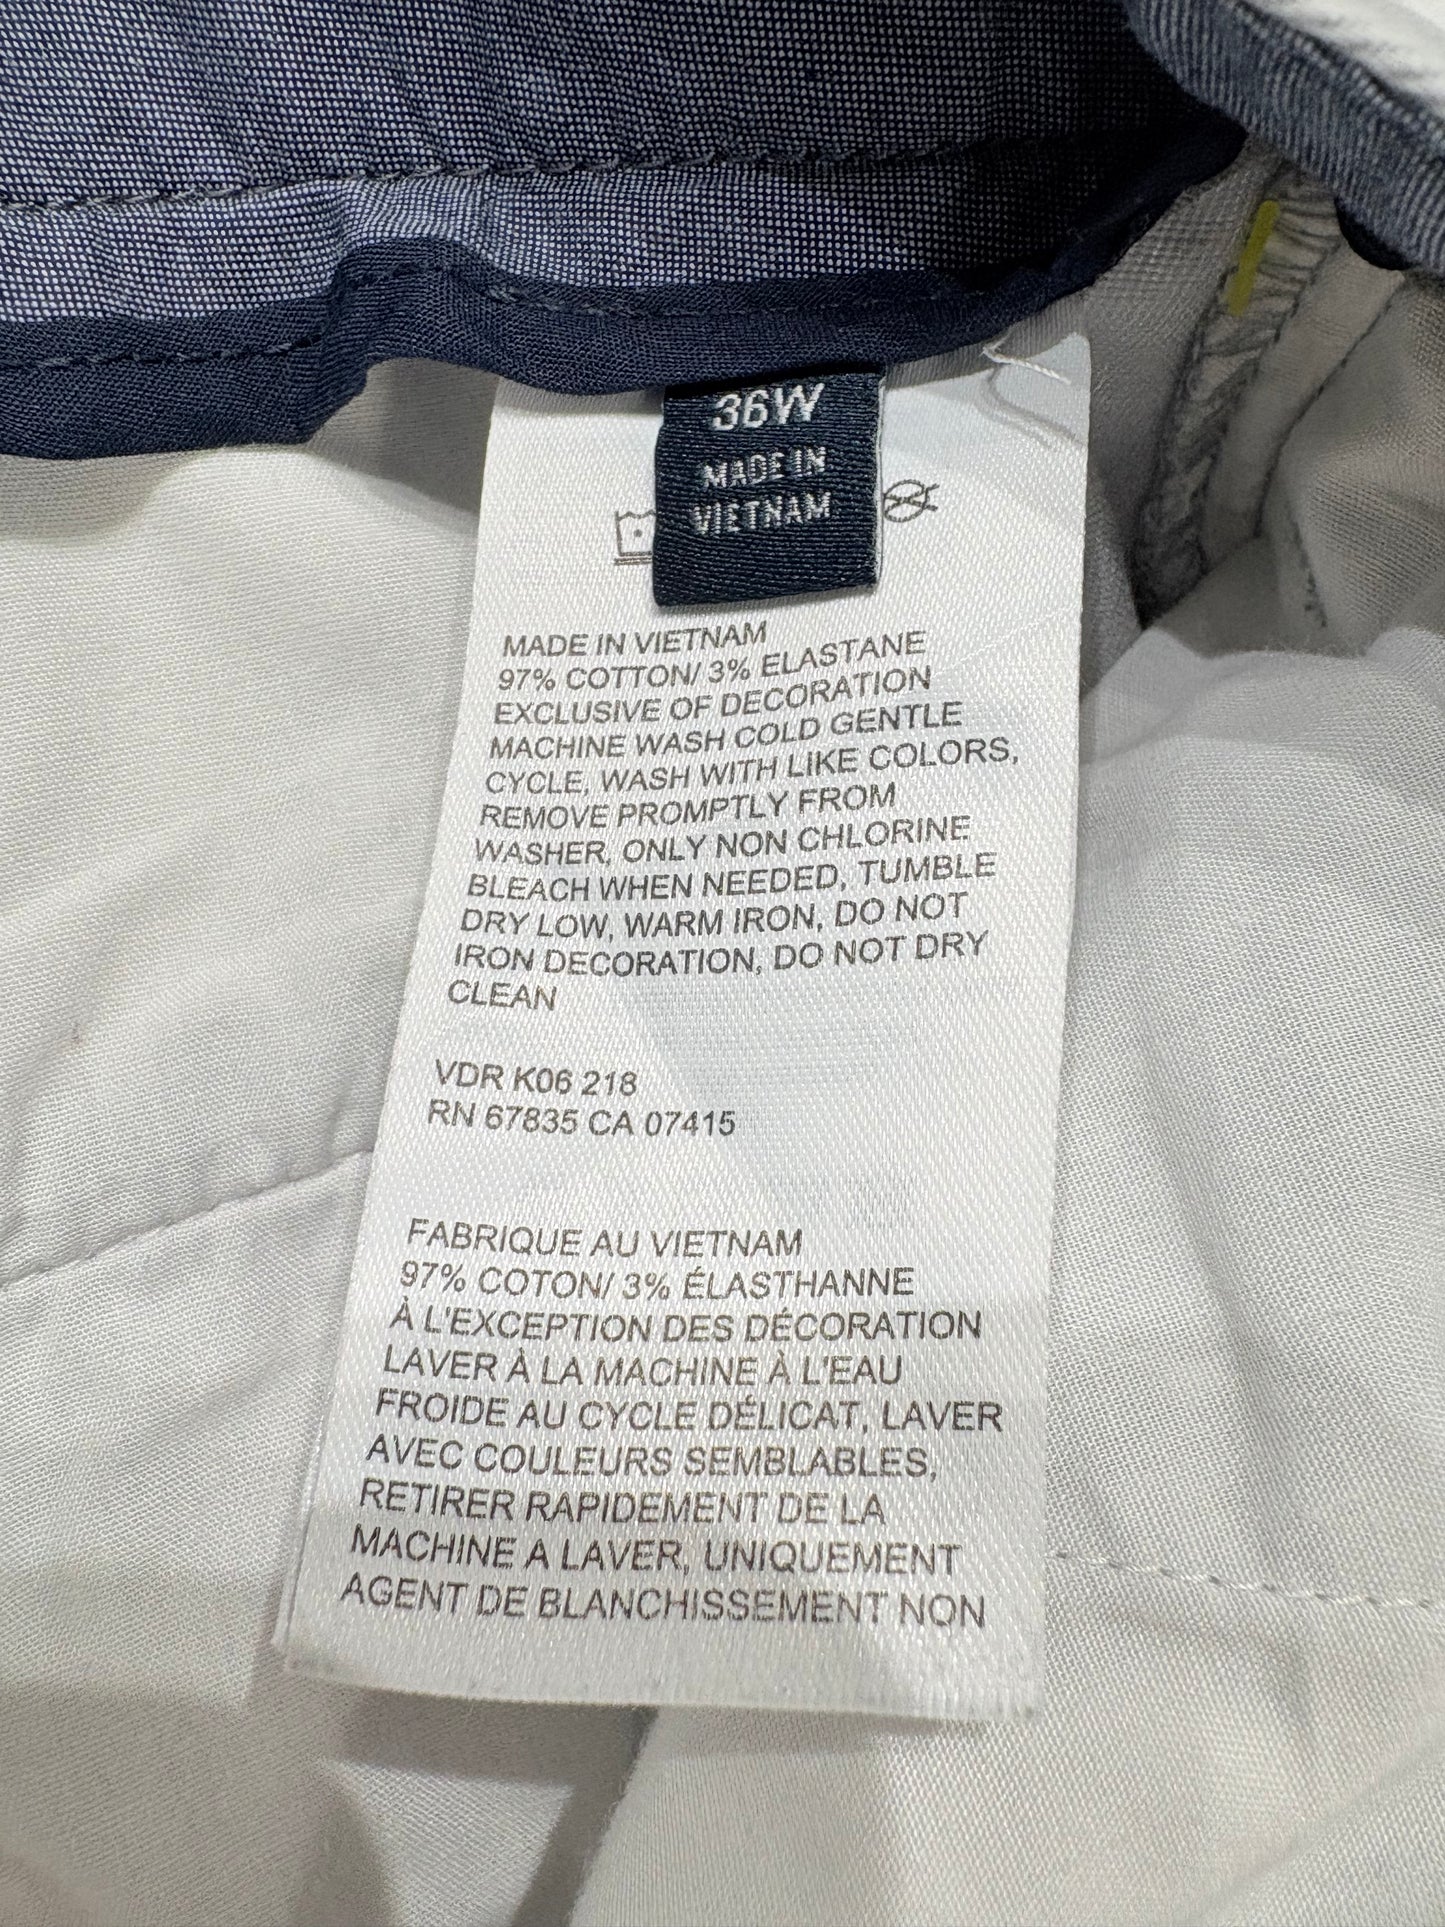 36W
MADE IN
VIETNAM
MADE IN VIETNAM
97% COTTON/ 3% ELASTANE
EXCLUSIVE OF DECORATION
MACHINE WASH COLD GENTLE
CYCLE, WASH WITH LIKE COLORS,
REMOVE PROMPTLY FROM
WASHER, ONLY NON CHLORINE
BLEACH WHEN NEEDED, TUMBLE
DRY LOW, WARM IRON, DO NOT
IRON DECORATION, DO NOT DRY
CLEAN
VDR K06 218
RN 67835 CA 07415
FABRIQUE AU VIETNAM
97% COTON/ 3% ÉLASTHANNE
À L'EXCEPTION DES DÉCORATION
LAVER À LA MACHINE À L'EAU
FROIDE AU CYCLE DÉLICAT, LAVER
AVEC COULEURS SEMBLABLES,
RETIRER RAPIDEMENT DE LA
MACHINE A LAVER, UNIQUEMENT
AGENT DE BLANCHISSEMENT NON